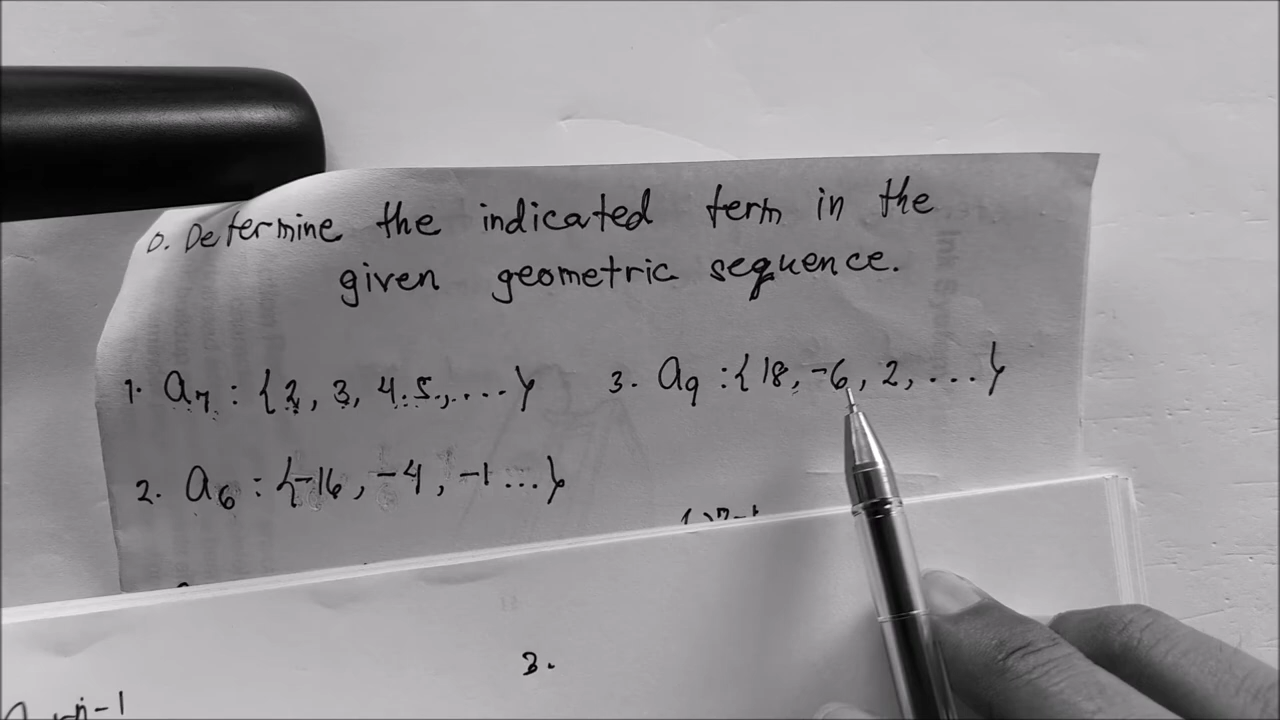 D. Determine the indicated term in the
given geometric sequence.
1. a₇ : {2, 3, 4.5, ....}
2. a₆ : {-16, -4, -1 ...}
3. a₉ : {18, -6, 2, ....}
3.
n-1